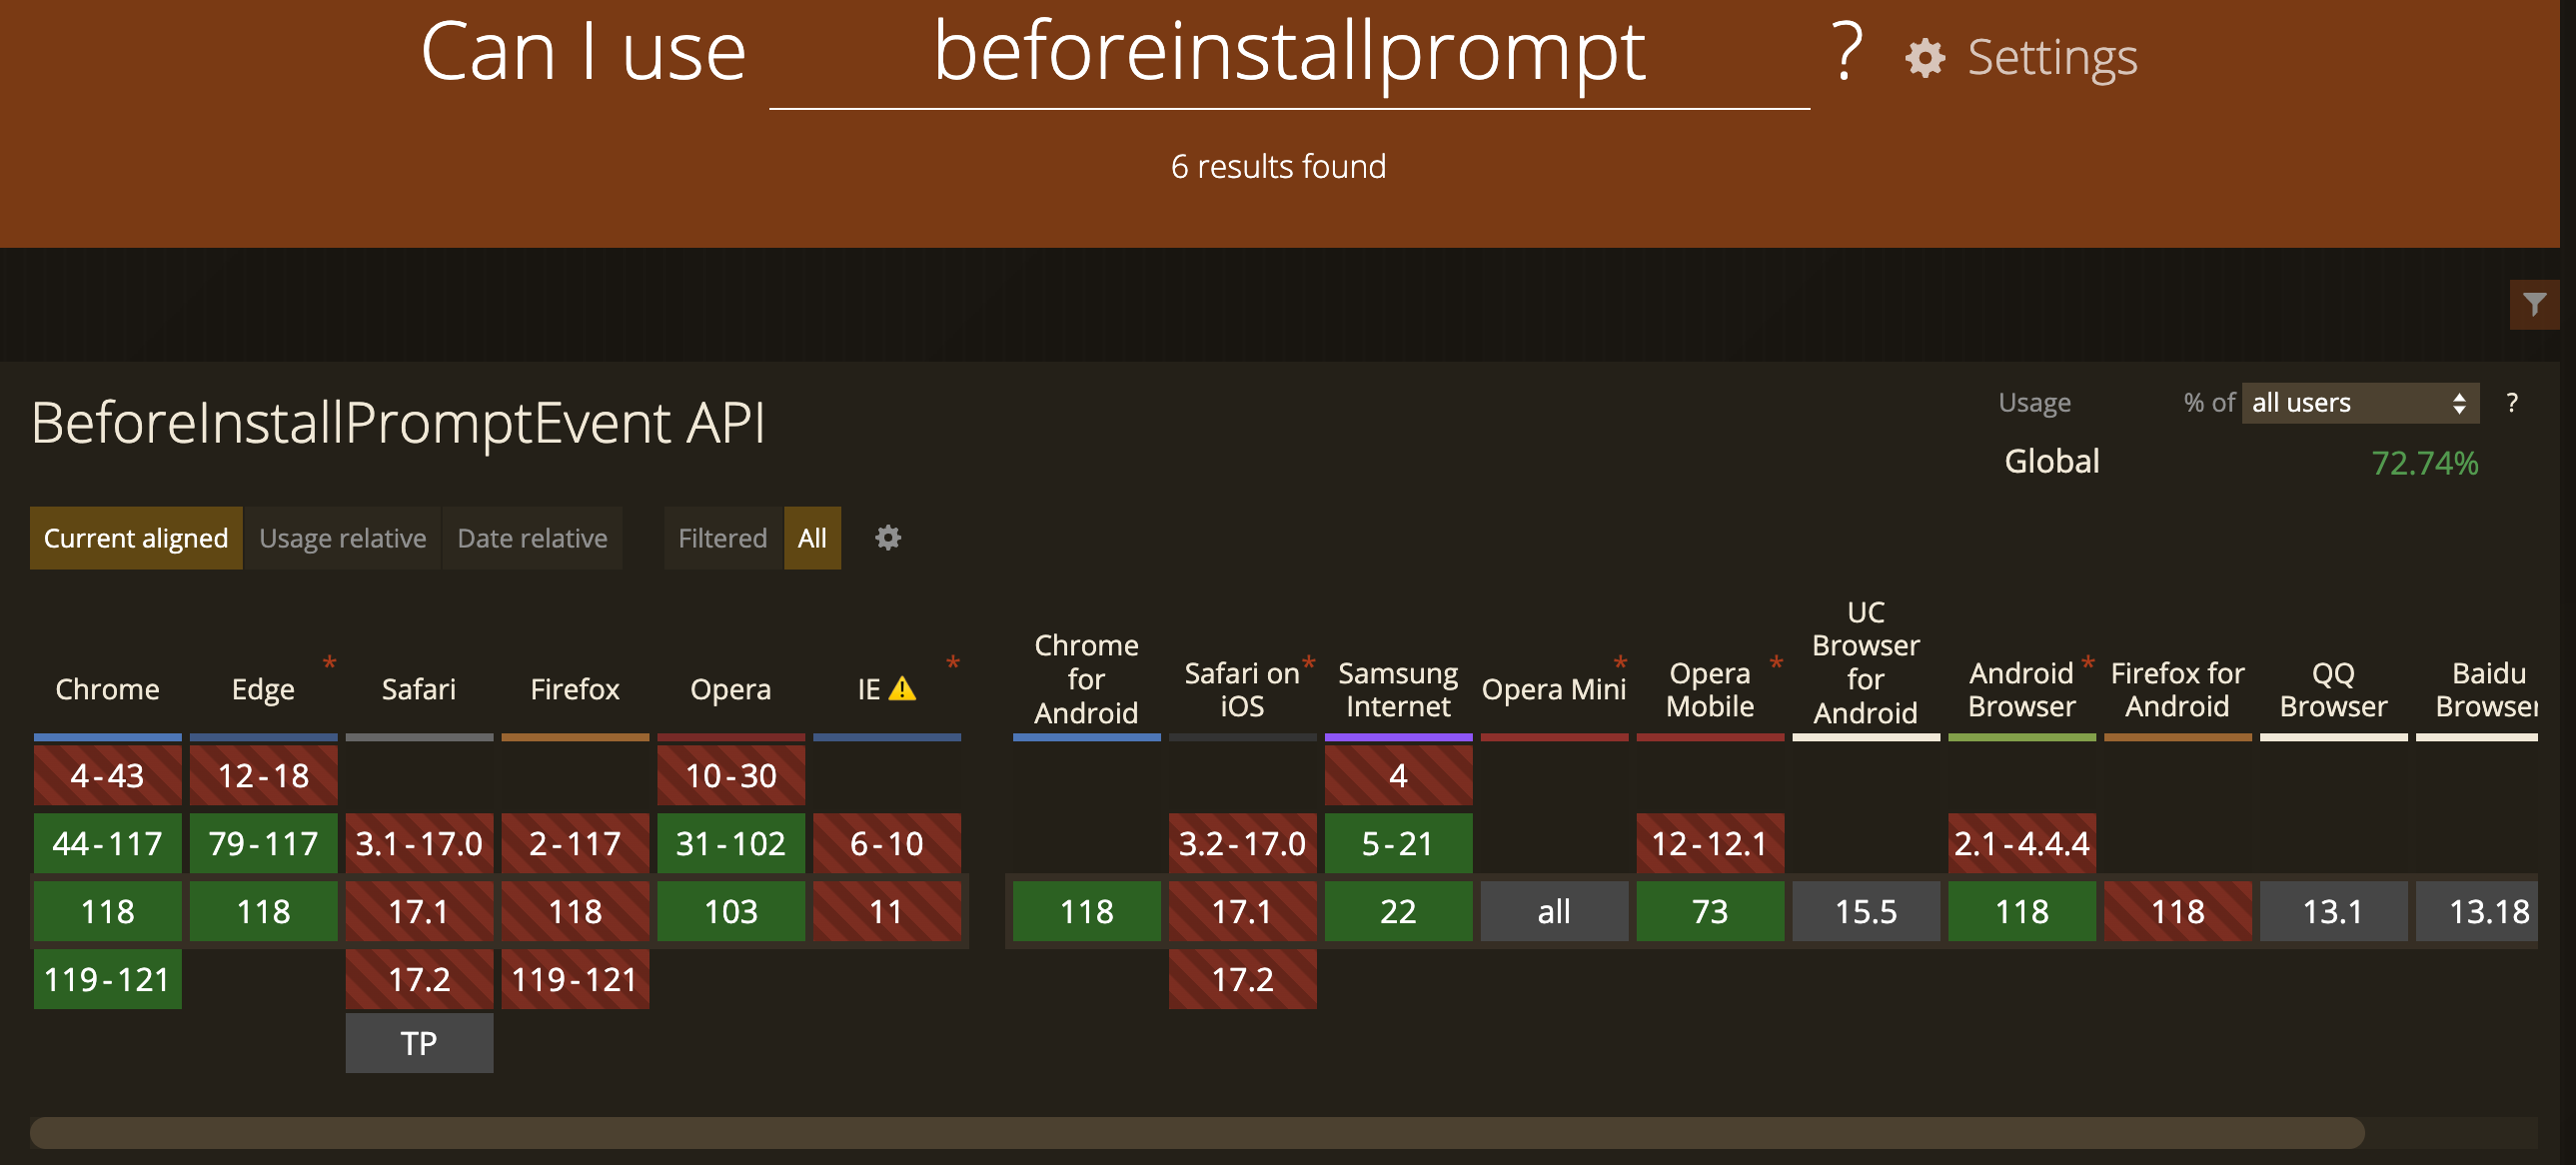 Can I use beforeinstallprompt ? Settings
6 results found
BeforeInstallPromptEvent API
Usage % of all users ?
Global 72.74%
Current aligned Usage relative Date relative Filtered All
Chrome Edge * Safari Firefox Opera IE * Chrome for Android Safari on iOS * Samsung Internet Opera Mini * Opera Mobile * UC Browser for Android Android Browser * Firefox for Android QQ Browser Baidu Browser
4-43 12-18 10-30 4
44-117 79-117 3.1-17.0 2-117 31-102 6-10 3.2-17.0 5-21 12-12.1 2.1-4.4.4
118 118 17.1 118 103 11 118 17.1 22 all 73 15.5 118 118 13.1 13.18
119-121 17.2 119-121 17.2
TP